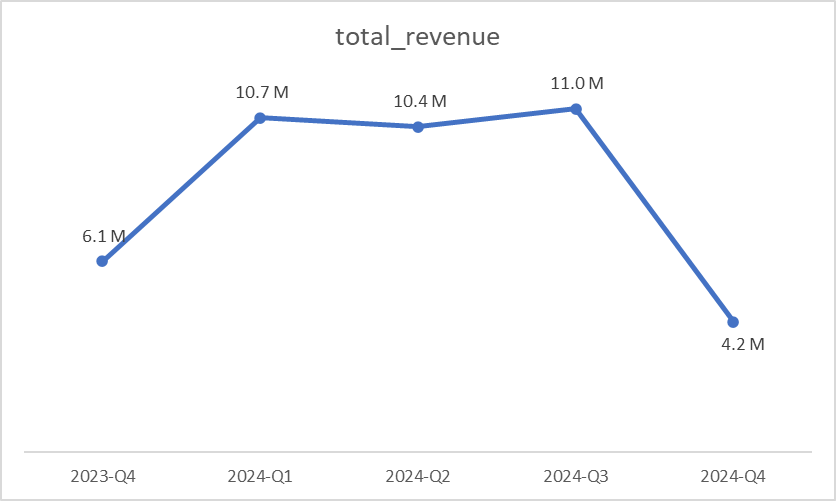 total_revenue
11.0 M
10.7 M
10.4 M
6.1 M
4.2 M
2023-Q4
2024-Q1
2024-Q2
2024-Q3
2024-Q4